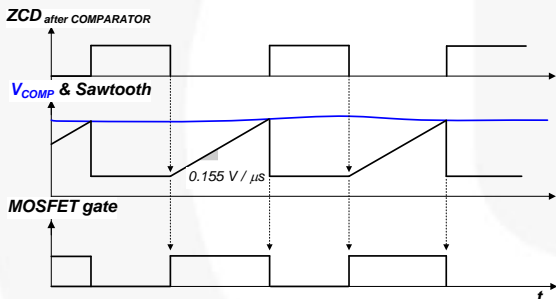 ZCD after COMPARATOR
VCOMP & Sawtooth
0.155 V / μs
MOSFET gate
t